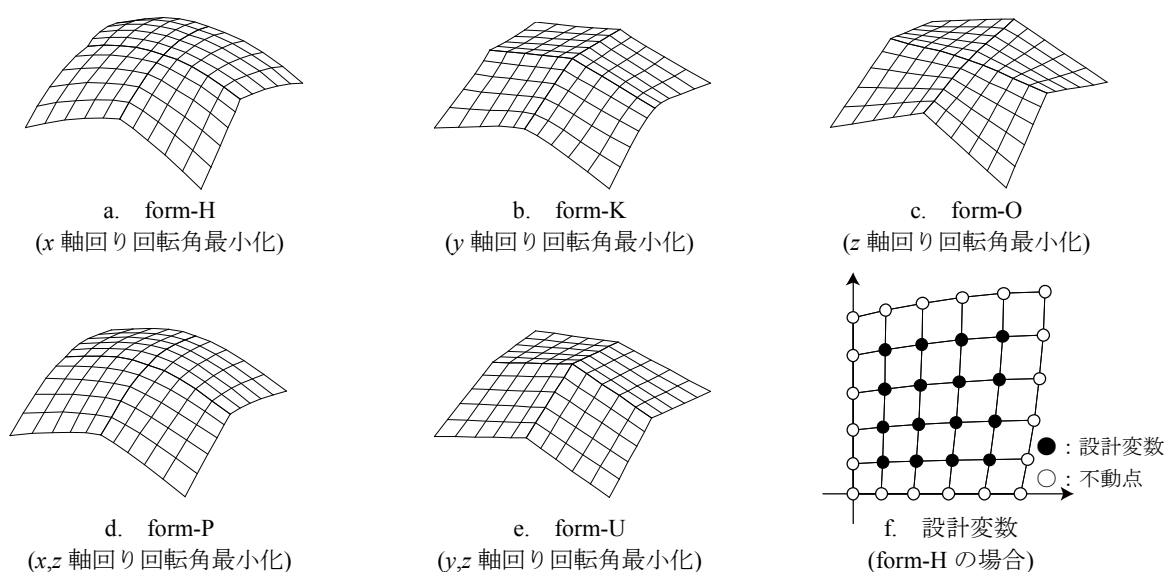 a. form-H
(x 軸回り回転角最小化)
b. form-K
(y 軸回り回転角最小化)
c. form-O
(z 軸回り回転角最小化)
d. form-P
(x,z 軸回り回転角最小化)
e. form-U
(y,z 軸回り回転角最小化)
●:設計変数
○:不動点
f. 設計変数
(form-H の場合)